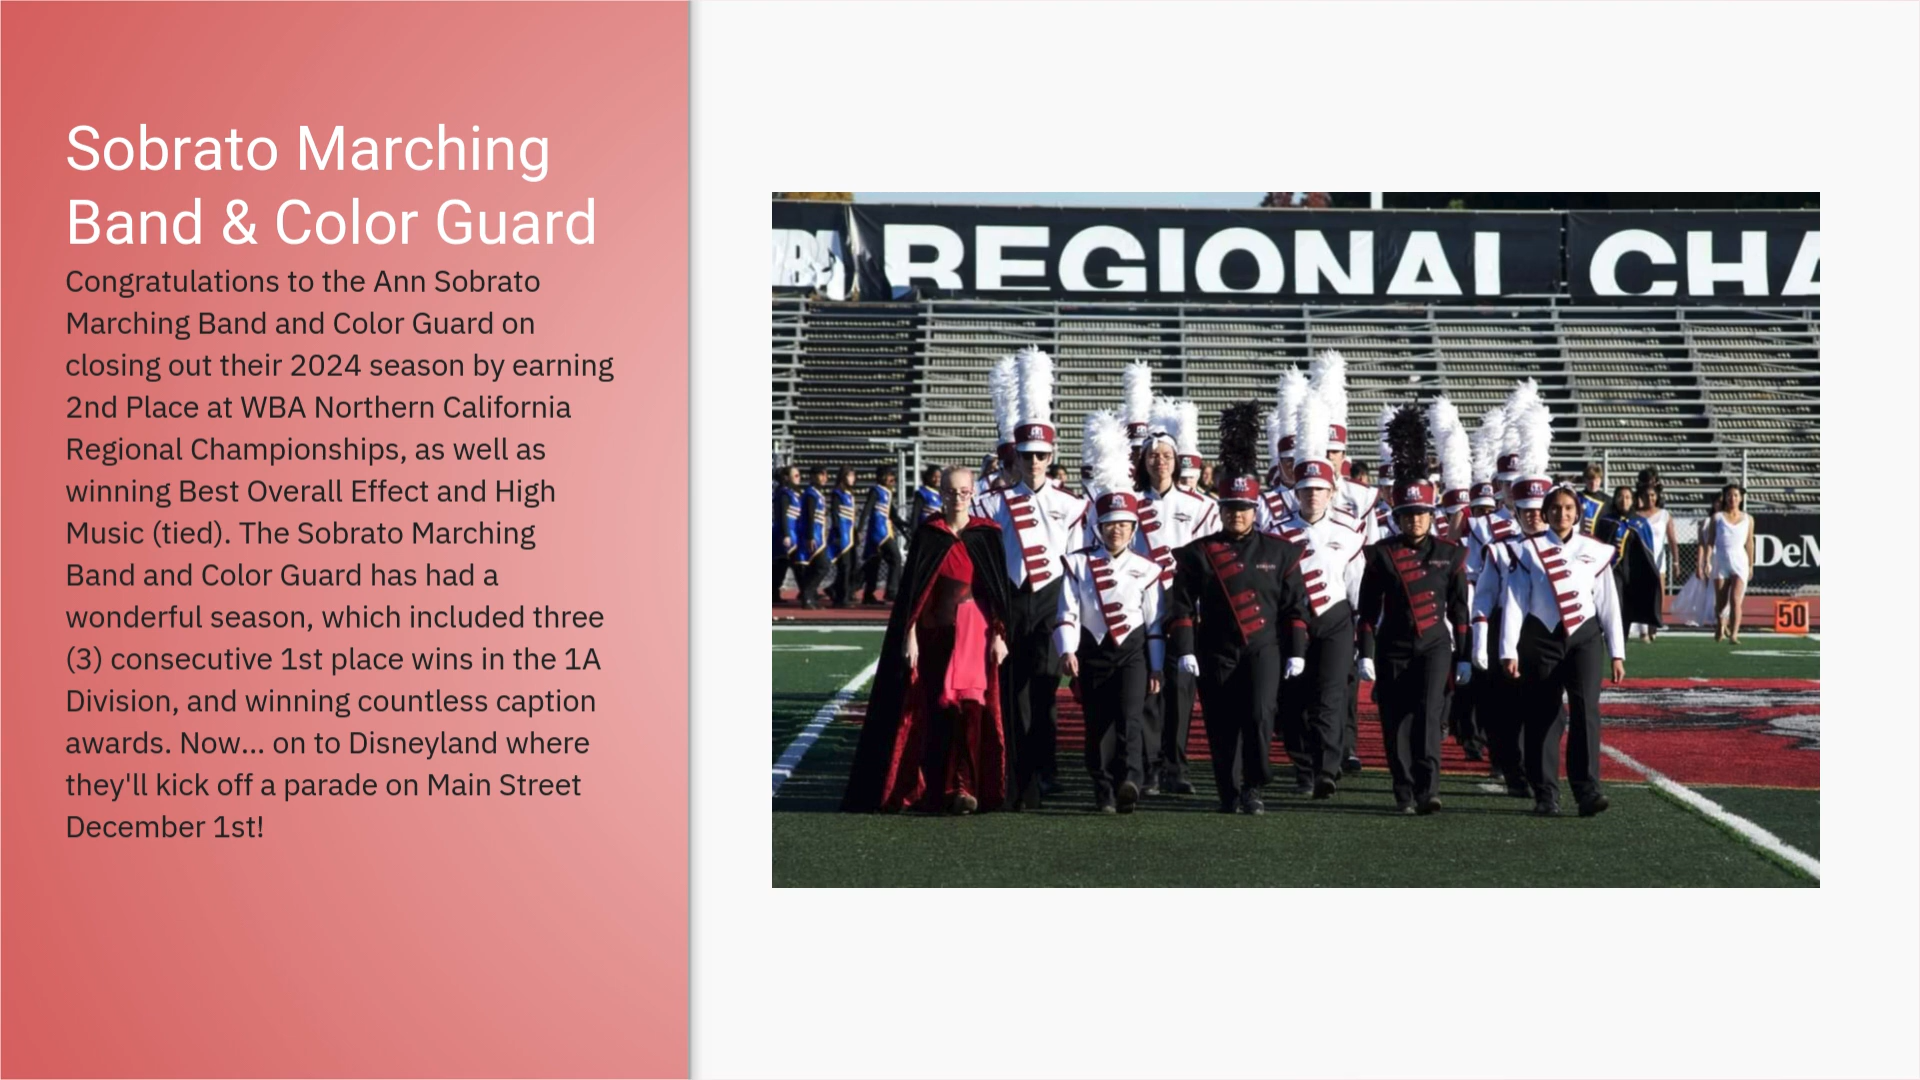 Sobrato Marching
Band & Color Guard
Congratulations to the Ann Sobrato
Marching Band and Color Guard on
closing out their 2024 season by earning
2nd Place at WBA Northern California
Regional Championships, as well as
winning Best Overall Effect and High
Music (tied). The Sobrato Marching
Band and Color Guard has had a
wonderful season, which included three
(3) consecutive 1st place wins in the 1A
Division, and winning countless caption
awards. Now... on to Disneyland where
they'll kick off a parade on Main Street
December 1st!
REGIONAL CHA
DeM
50